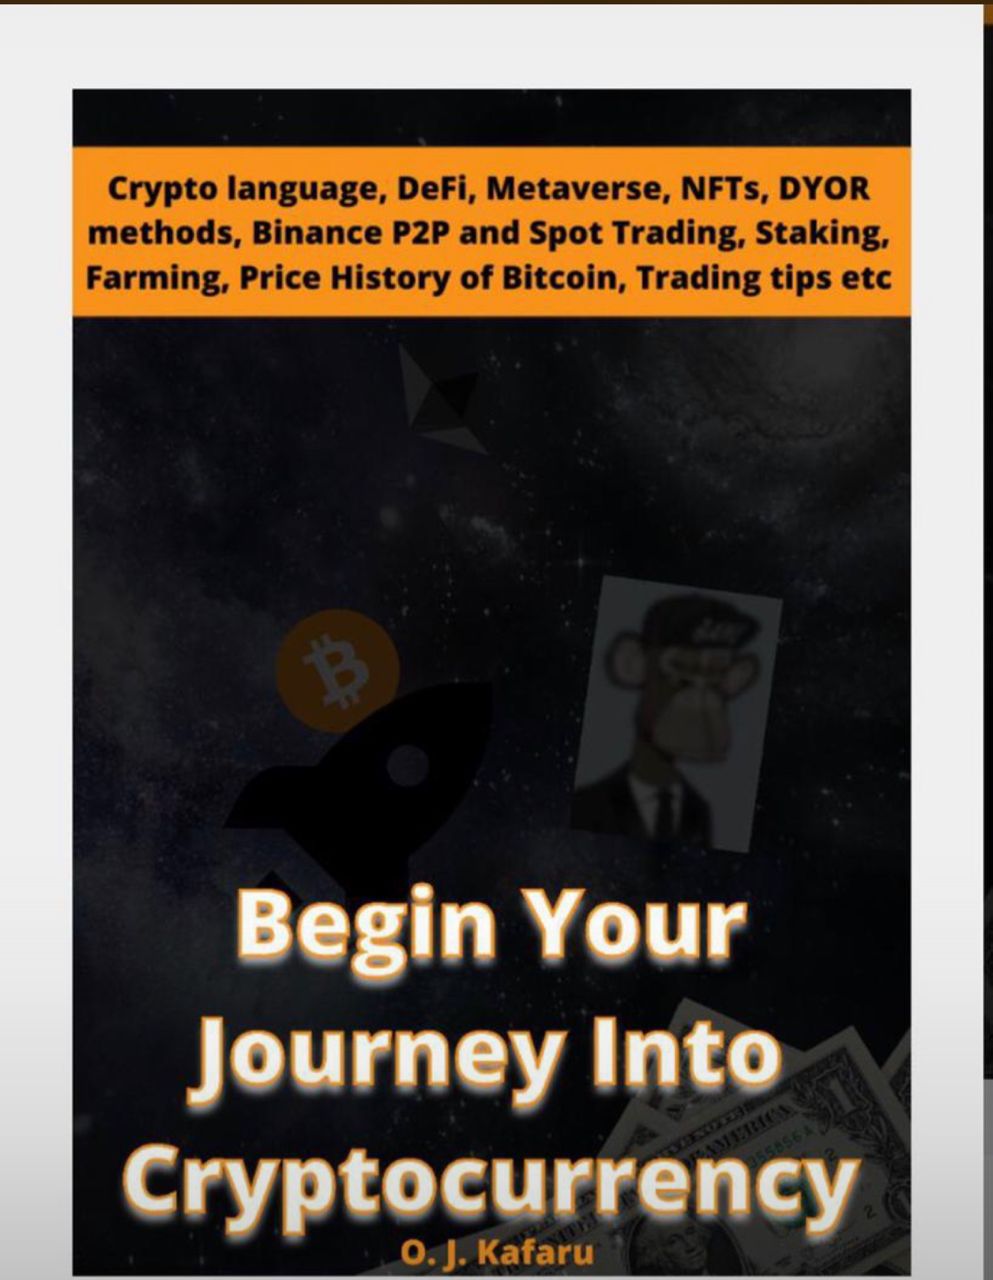 Crypto language, DeFi, Metaverse, NFTs, DYOR
methods, Binance P2P and Spot Trading, Staking,
Farming, Price History of Bitcoin, Trading tips etc
Begin Your
Journey Into
Cryptocurrency
O. J. Kafaru